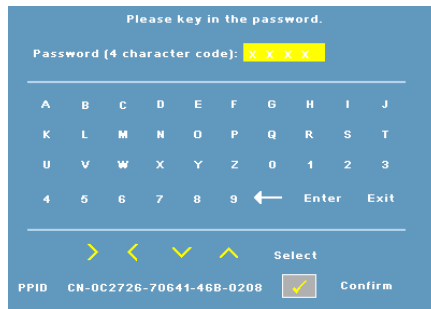 Please key in the password.
Password (4 character code): X X X X
A B C D E F G H I J
K L M N O P Q R S T
U V W X Y Z 0 1 2 3
4 5 6 7 8 9 ← Enter Exit
Select
PPID CN-0C2726-70641-46B-0208 ✓ Confirm